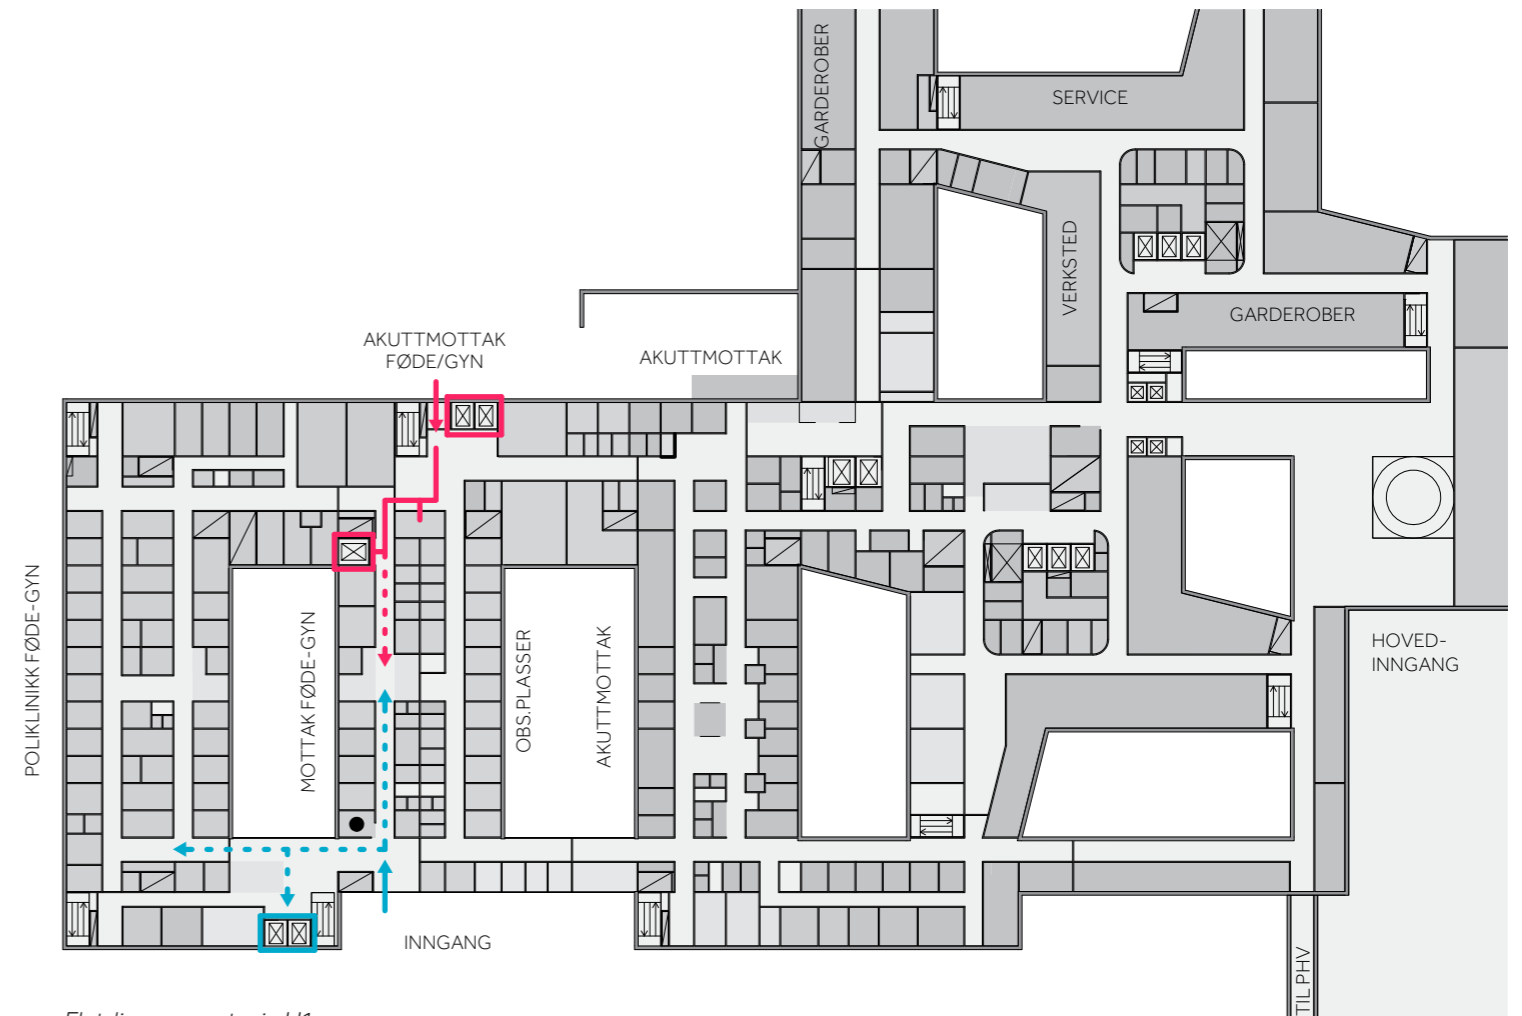 GARDEROBER
SERVICE
VERKSTED
GARDEROBER
AKUTTMOTTAK
FØDE/GYN
AKUTTMOTTAK
POLIKLINIKK FØDE-GYN
MOTTAK FØDE-GYN
OBS.PLASSER
AKUTTMOTTAK
HOVED-
INNGANG
INNGANG
TIL PHV